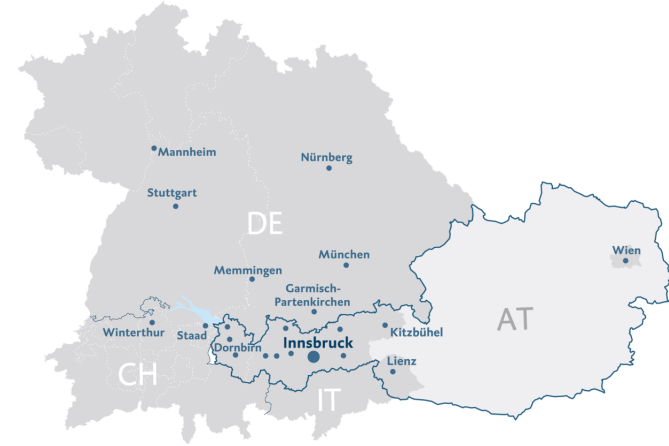 Mannheim
Nürnberg
Stuttgart
DE
Wien
München
Memmingen
Garmisch-
Partenkirchen
AT
Winterthur
Staad
Kitzbühel
Dornbirn
Innsbruck
Lienz
CH
IT